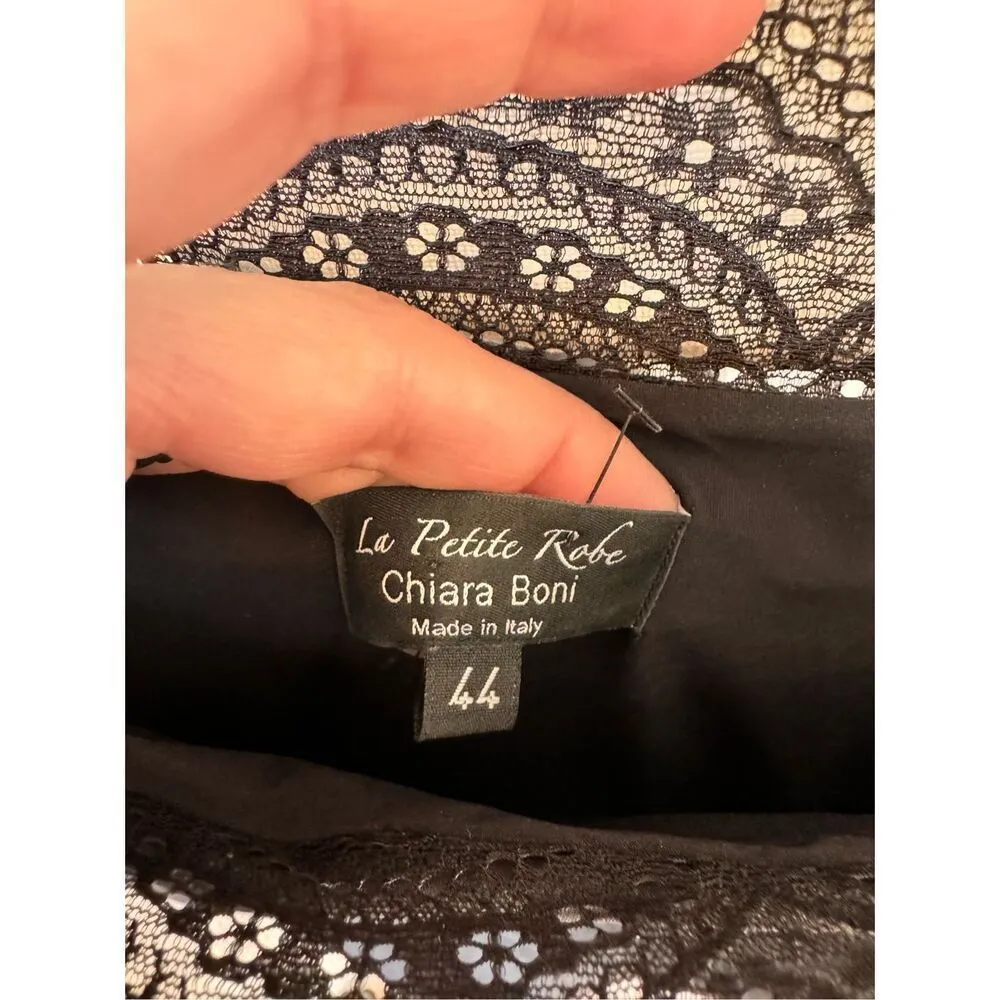 La Petite Robe
Chiara Boni
Made in Italy
44